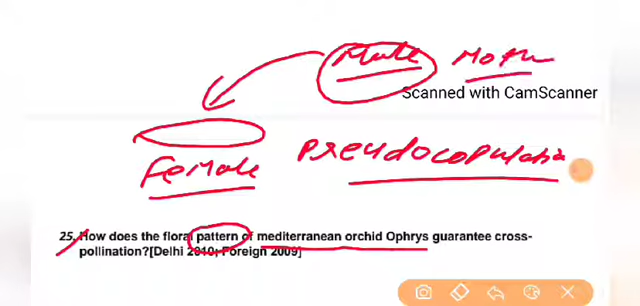 Male Moth
Scanned with CamScanner
Female Pseudocopulatio
25. How does the floral pattern of mediterranean orchid Ophrys guarantee cross-
pollination?[Delhi 2010; Foreign 2009]